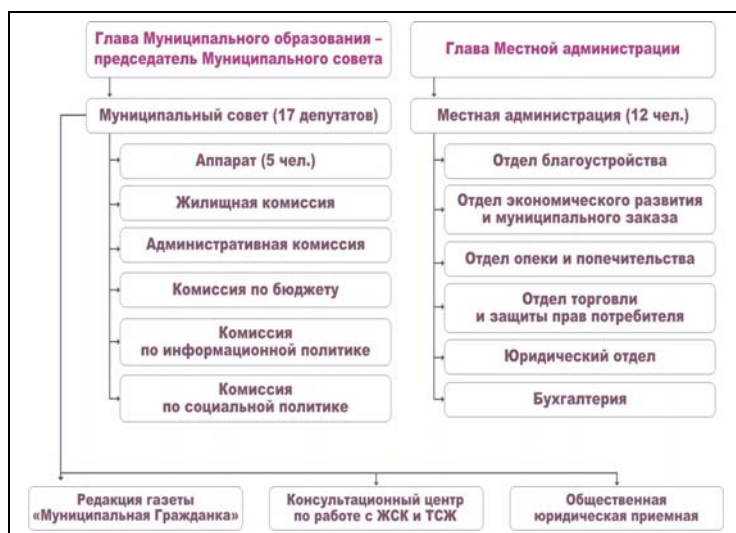 Глава Муниципального образования –
председатель Муниципального совета
Муниципальный совет (17 депутатов)
Аппарат (5 чел.)
Жилищная комиссия
Административная комиссия
Комиссия по бюджету
Комиссия
по информационной политике
Комиссия
по социальной политике
Глава Местной администрации
Местная администрация (12 чел.)
Отдел благоустройства
Отдел экономического развития
и муниципального заказа
Отдел опеки и попечительства
Отдел торговли
и защиты прав потребителя
Юридический отдел
Бухгалтерия
Редакция газеты
«Муниципальная Гражданка»
Консультационный центр
по работе с ЖСК и ТСЖ
Общественная
юридическая приемная